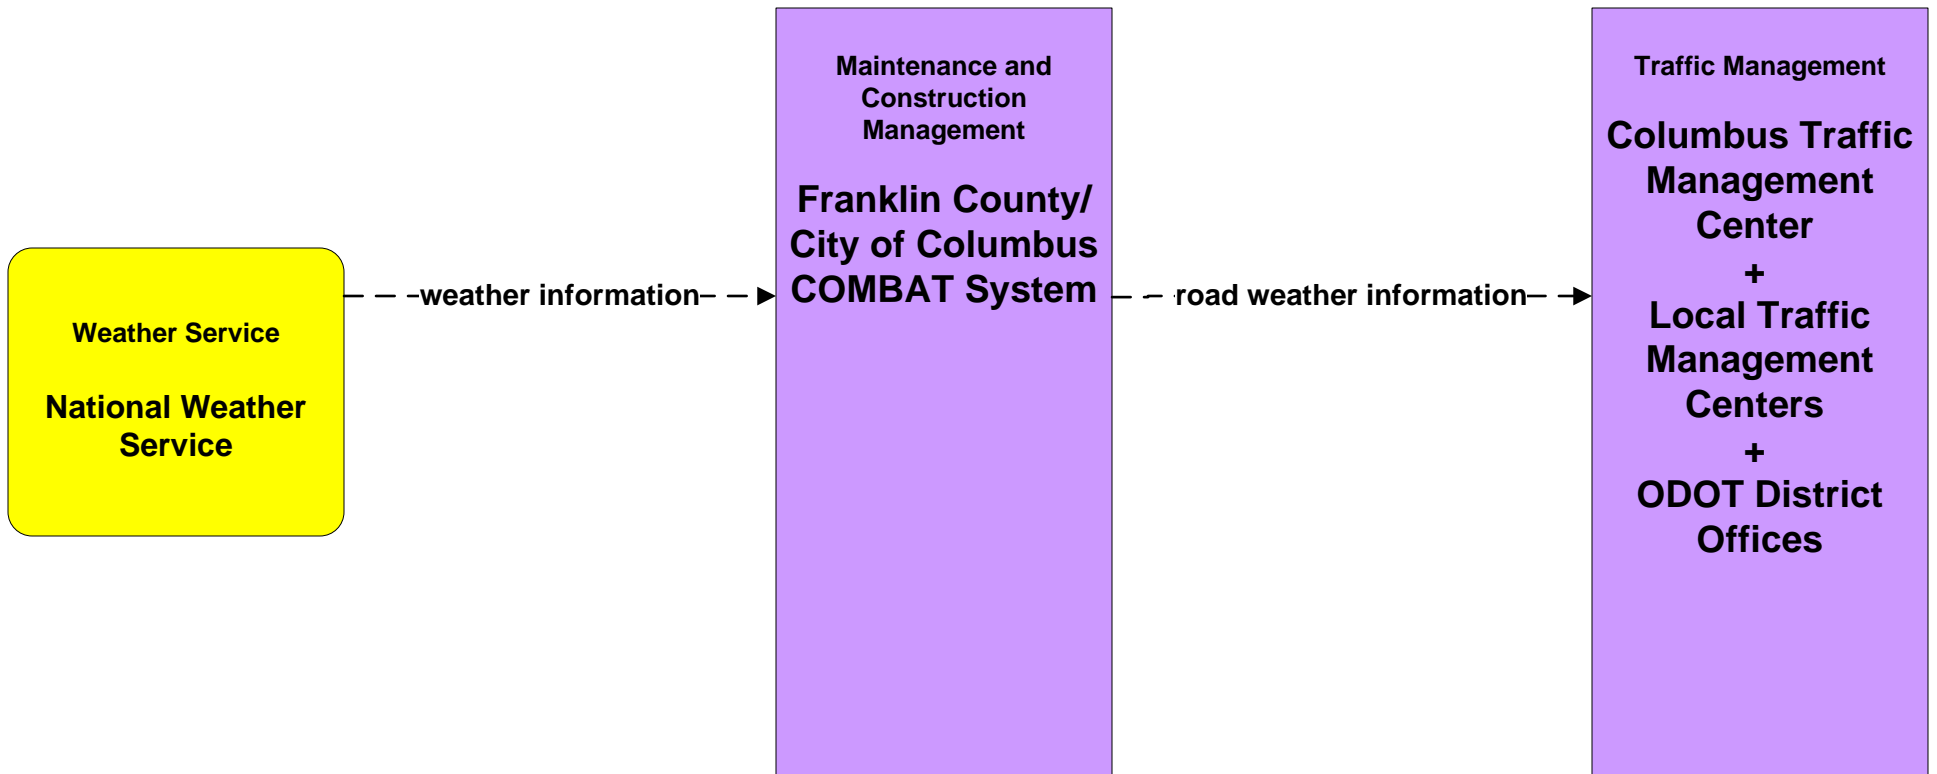 Weather Service
National Weather
Service
weather information
Maintenance and
Construction
Management
Franklin County/
City of Columbus
COMBAT System
road weather information
Traffic Management
Columbus Traffic
Management
Center
+
Local Traffic
Management
Centers
+
ODOT District
Offices